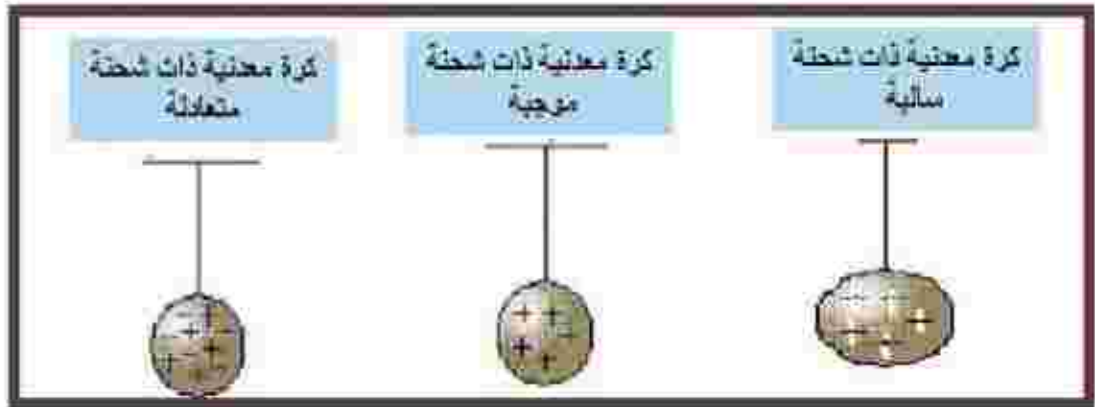 كرة معدنية ذات شحنة
سالبة
كرة معدنية ذات شحنة
موجبة
كرة معدنية ذات شحنة
متعادلة